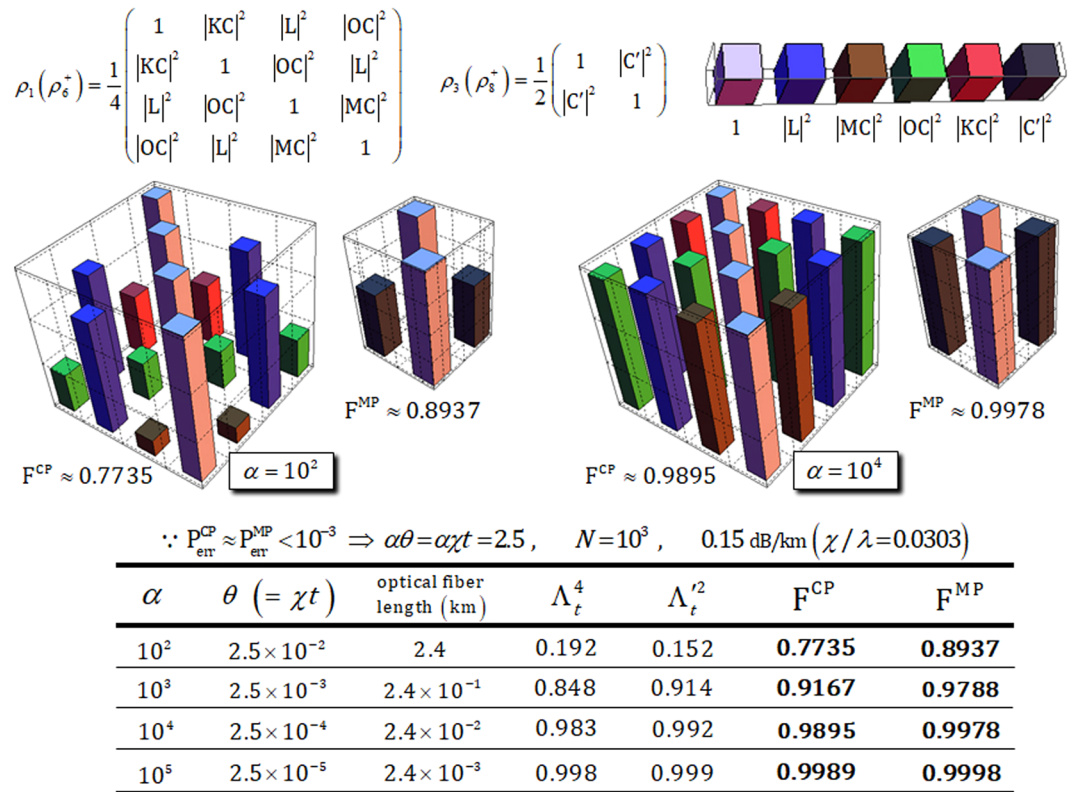 ρ₁(ρ₆⁺) = 1/4 ( 1 |KC|² |L|² |OC|²
|KC|² 1 |OC|² |L|²
|L|² |OC|² 1 |MC|²
|OC|² |L|² |MC|² 1 )
ρ₃(ρ₈⁺) = 1/2 ( 1 |C′|²
|C′|² 1 )
1 |L|² |MC|² |OC|² |KC|² |C′|²
F^MP ≈ 0.8937
F^CP ≈ 0.7735
α = 10²
F^MP ≈ 0.9978
F^CP ≈ 0.9895
α = 10⁴
∵ P_err^CP ≈ P_err^MP < 10⁻³ ⇒ αθ = αχt = 2.5 , N = 10³ , 0.15 dB/km (χ/λ = 0.0303)
α θ (= χt) optical fiber length (km) Λ_t⁴ Λ_t′² F^CP F^MP
10² 2.5×10⁻² 2.4 0.192 0.152 0.7735 0.8937
10³ 2.5×10⁻³ 2.4×10⁻¹ 0.848 0.914 0.9167 0.9788
10⁴ 2.5×10⁻⁴ 2.4×10⁻² 0.983 0.992 0.9895 0.9978
10⁵ 2.5×10⁻⁵ 2.4×10⁻³ 0.998 0.999 0.9989 0.9998